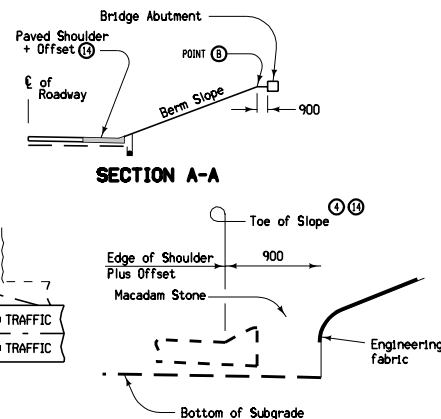 Bridge Abutment
Paved Shoulder
+ Offset 14
POINT B
℄ of
Roadway
Berm Slope
900
SECTION A-A
4 14
Toe of Slope
Edge of Shoulder
Plus Offset
900
Macadam Stone
TRAFFIC
TRAFFIC
Engineering
fabric
Bottom of Subgrade